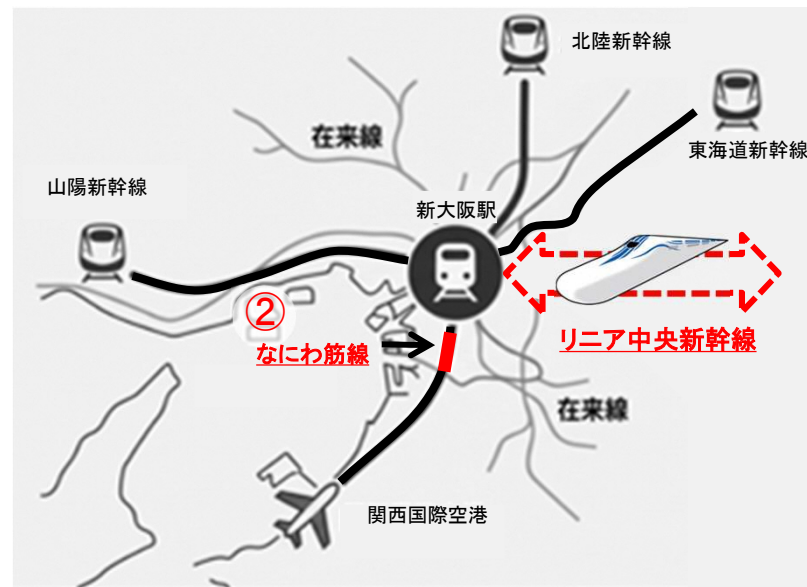 北陸新幹線
在来線
東海道新幹線
山陽新幹線
新大阪駅
②
なにわ筋線
リニア中央新幹線
在来線
関西国際空港